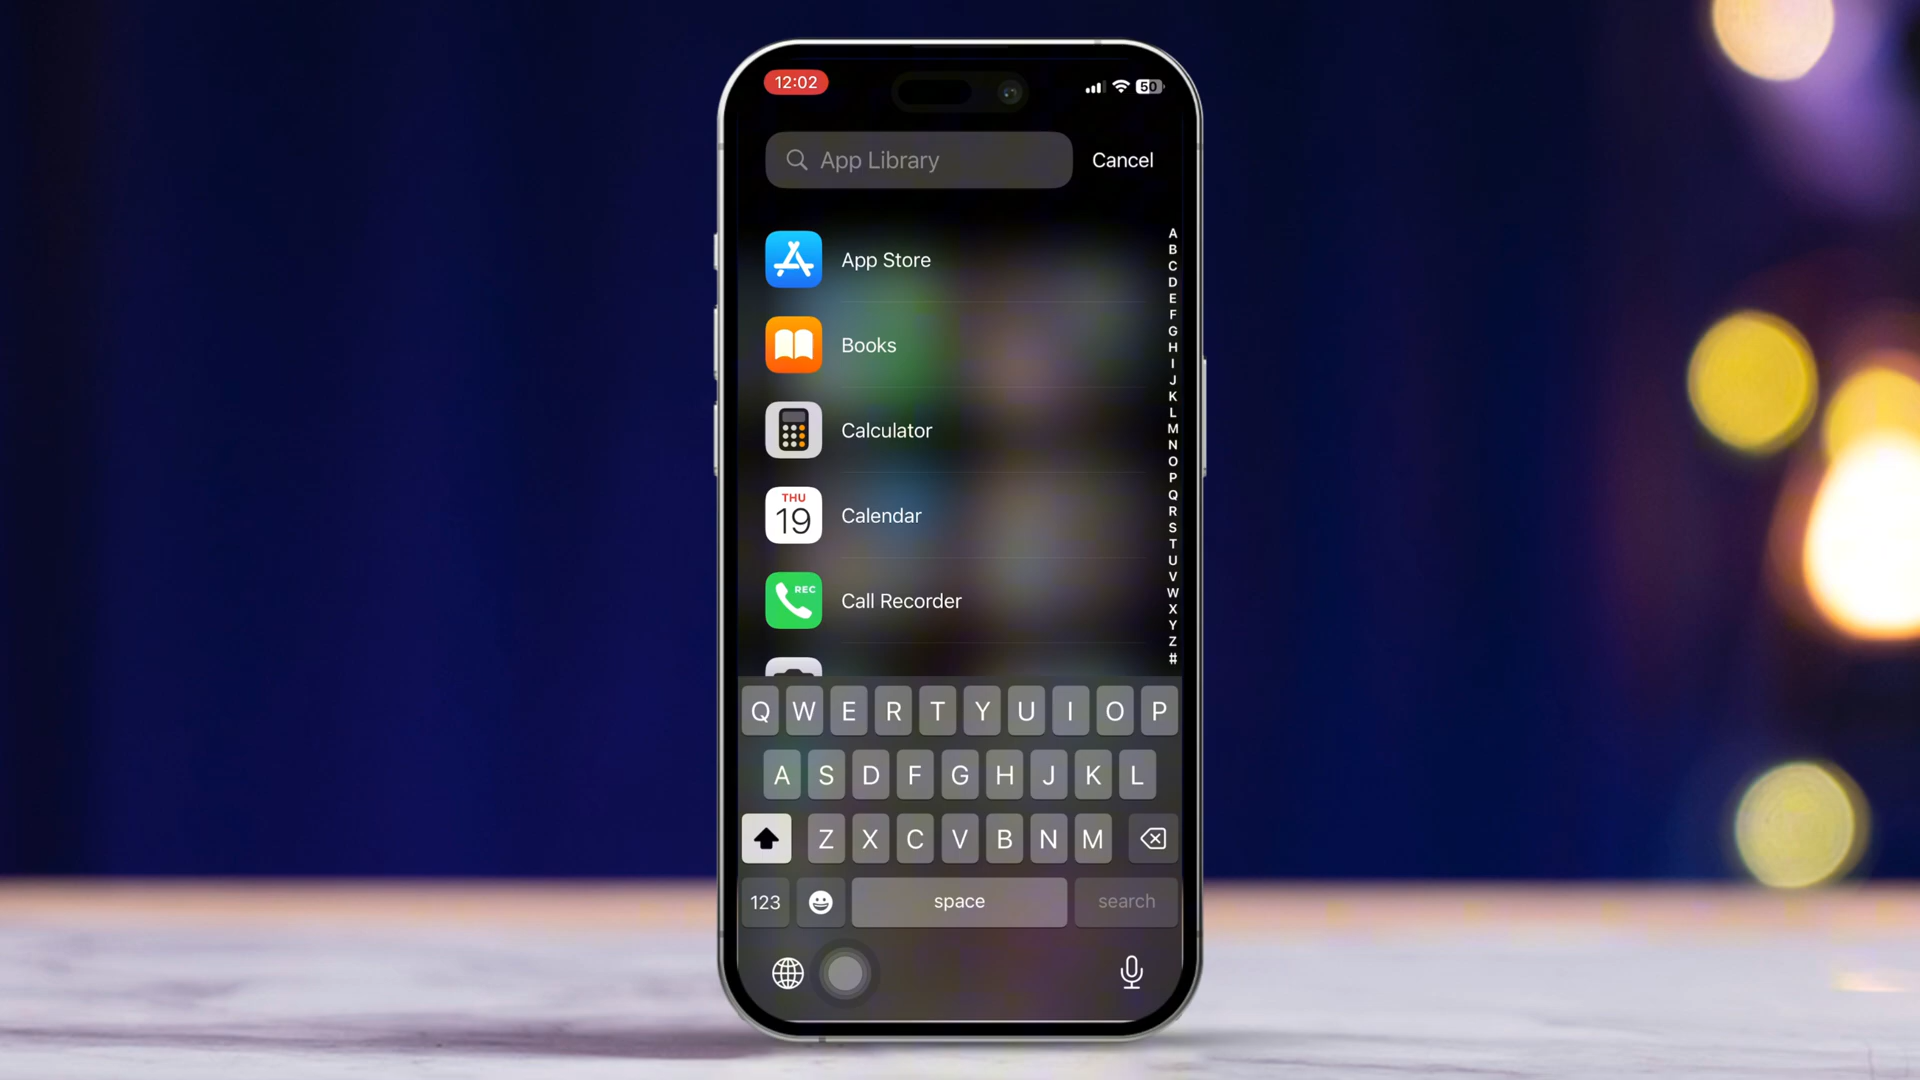 12:02
50
App Library
Cancel
App Store
Books
Calculator
THU
19
Calendar
REC
Call Recorder
A
B
C
D
E
F
G
H
I
J
K
L
M
N
O
P
Q
R
S
T
U
V
W
X
Y
Z
#
Q W E R T Y U I O P
A S D F G H J K L
Z X C V B N M
123
space
search